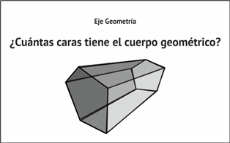 Eje Geometría
¿Cuántas caras tiene el cuerpo geométrico?